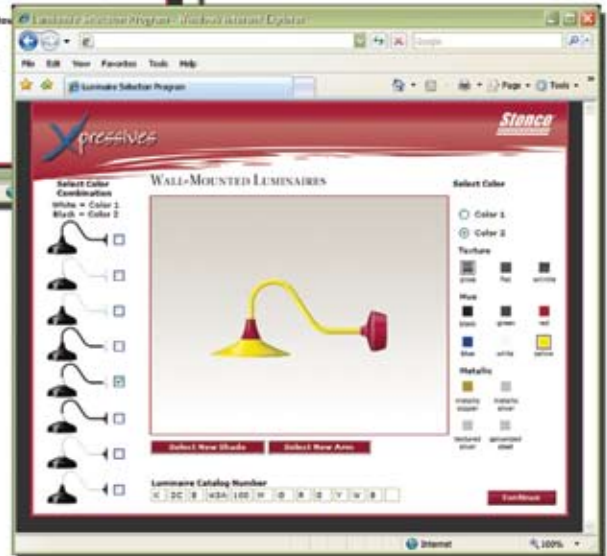 Luminaire Selection Program - Windows Internet Explorer
Google
File Edit View Favorites Tools Help
Luminaire Selection Program
Page Tools
Xpressives
Stonco
Select Color Combination
White = Color 1
Black = Color 2
WALL-MOUNTED LUMINAIRES
Select Color
Color 1
Color 2
Texture
gloss flat wrinkle
Hue
black green red
blue white yellow
Metallic
metallic copper metallic silver
textured silver galvanized steel
Select New Shade Select New Arm
Luminaire Catalog Number
Continue
Internet
100%